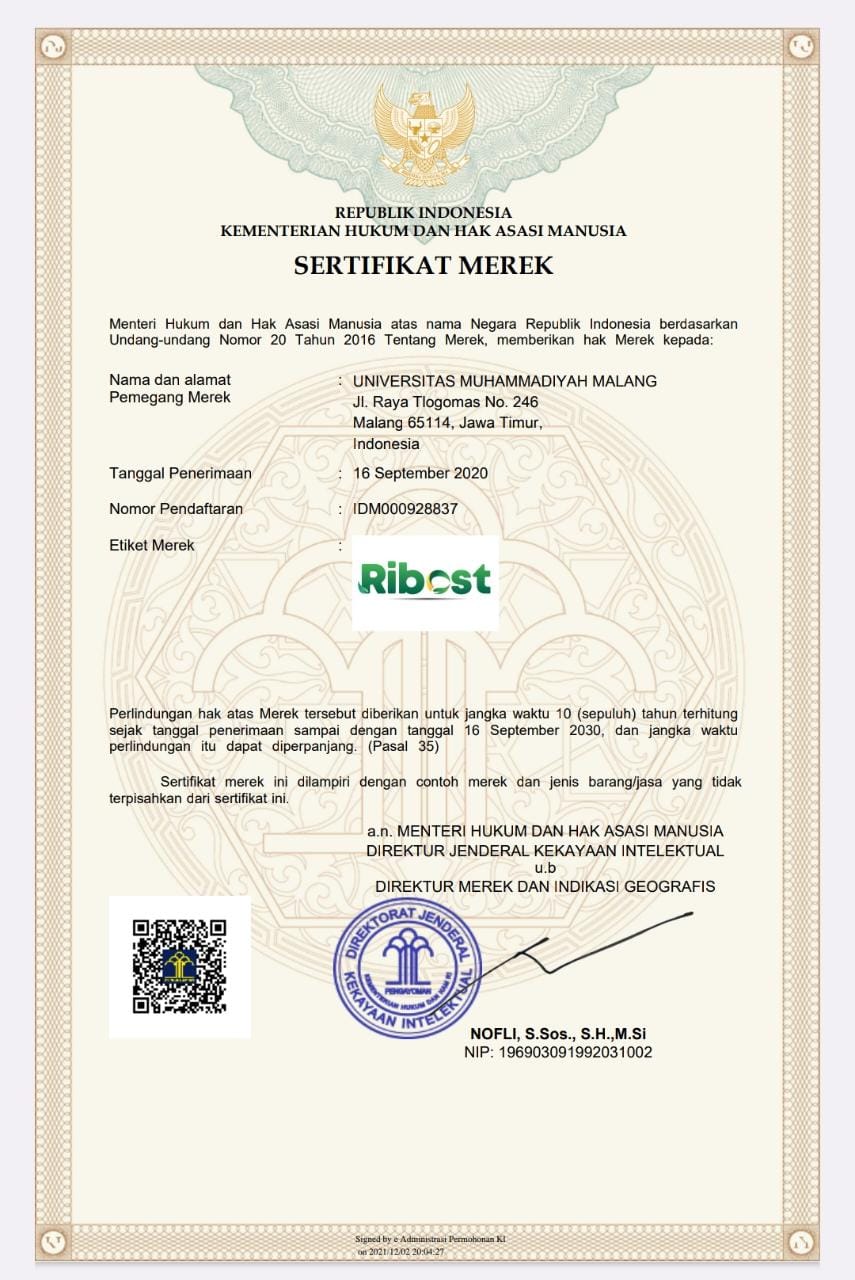 REPUBLIK INDONESIA
KEMENTERIAN HUKUM DAN HAK ASASI MANUSIA
SERTIFIKAT MEREK
Menteri Hukum dan Hak Asasi Manusia atas nama Negara Republik Indonesia berdasarkan
Undang-undang Nomor 20 Tahun 2016 Tentang Merek, memberikan hak Merek kepada:
Nama dan alamat
Pemegang Merek
: UNIVERSITAS MUHAMMADIYAH MALANG
Jl. Raya Tlogomas No. 246
Malang 65114, Jawa Timur,
Indonesia
Tanggal Penerimaan : 16 September 2020
Nomor Pendaftaran : IDM000928837
Etiket Merek :
Ribost
Perlindungan hak atas Merek tersebut diberikan untuk jangka waktu 10 (sepuluh) tahun terhitung
sejak tanggal penerimaan sampai dengan tanggal 16 September 2030, dan jangka waktu
perlindungan itu dapat diperpanjang. (Pasal 35)
Sertifikat merek ini dilampiri dengan contoh merek dan jenis barang/jasa yang tidak
terpisahkan dari sertifikat ini.
a.n. MENTERI HUKUM DAN HAK ASASI MANUSIA
DIREKTUR JENDERAL KEKAYAAN INTELEKTUAL
u.b
DIREKTUR MEREK DAN INDIKASI GEOGRAFIS
DIREKTORAT JENDERAL
KEKAYAAN INTELEKTUAL
PENGAYOMAN
KEMENTERIAN HUKUM DAN HAM RI
NOFLI, S.Sos., S.H.,M.Si
NIP: 196903091992031002
Signed by e Administrasi Permohonan KI
on 2021/12/02 20:04:27